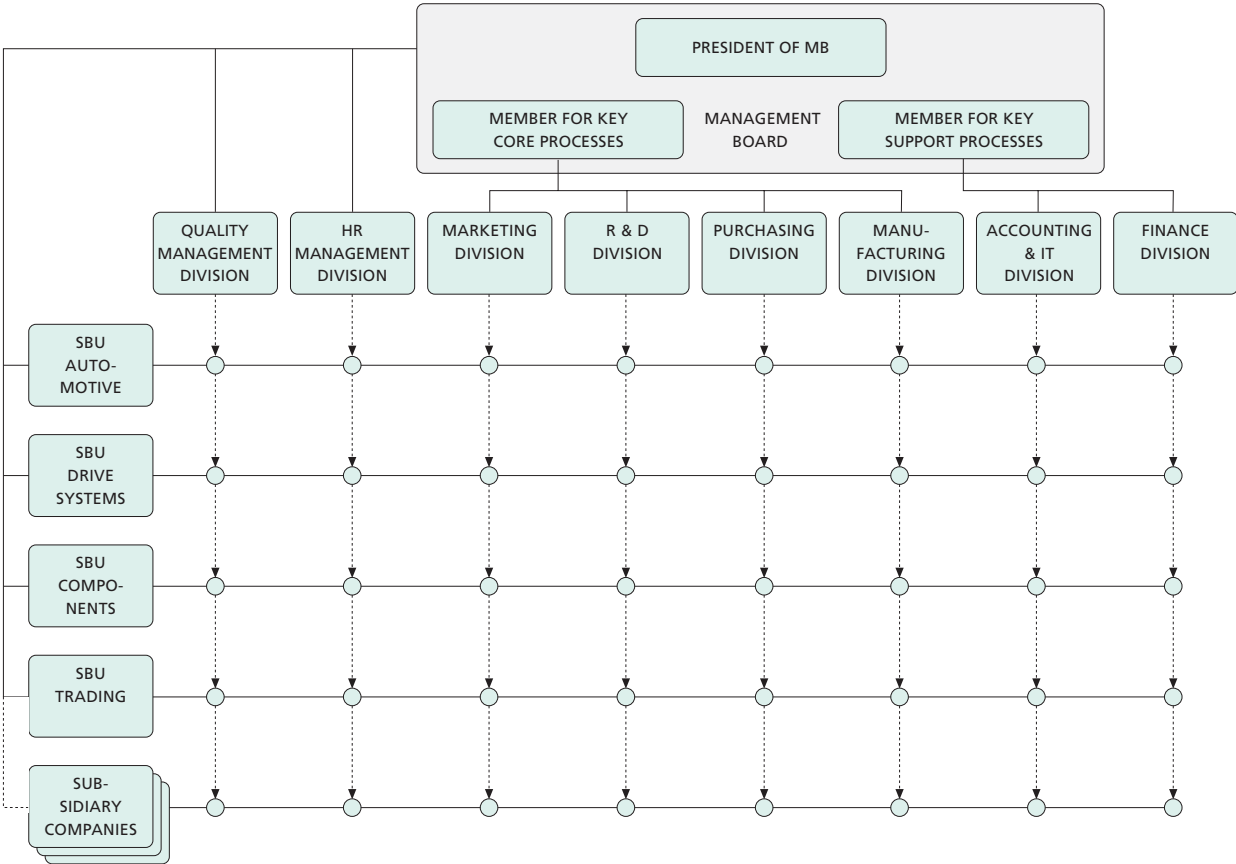 PRESIDENT OF MB
MEMBER FOR KEY
CORE PROCESSES
MANAGEMENT
BOARD
MEMBER FOR KEY
SUPPORT PROCESSES
QUALITY
MANAGEMENT
DIVISION
HR
MANAGEMENT
DIVISION
MARKETING
DIVISION
R & D
DIVISION
PURCHASING
DIVISION
MANU-
FACTURING
DIVISION
ACCOUNTING
& IT
DIVISION
FINANCE
DIVISION
SBU
AUTO-
MOTIVE
SBU
DRIVE
SYSTEMS
SBU
COMPO-
NENTS
SBU
TRADING
SUB-
SIDIARY
COMPANIES